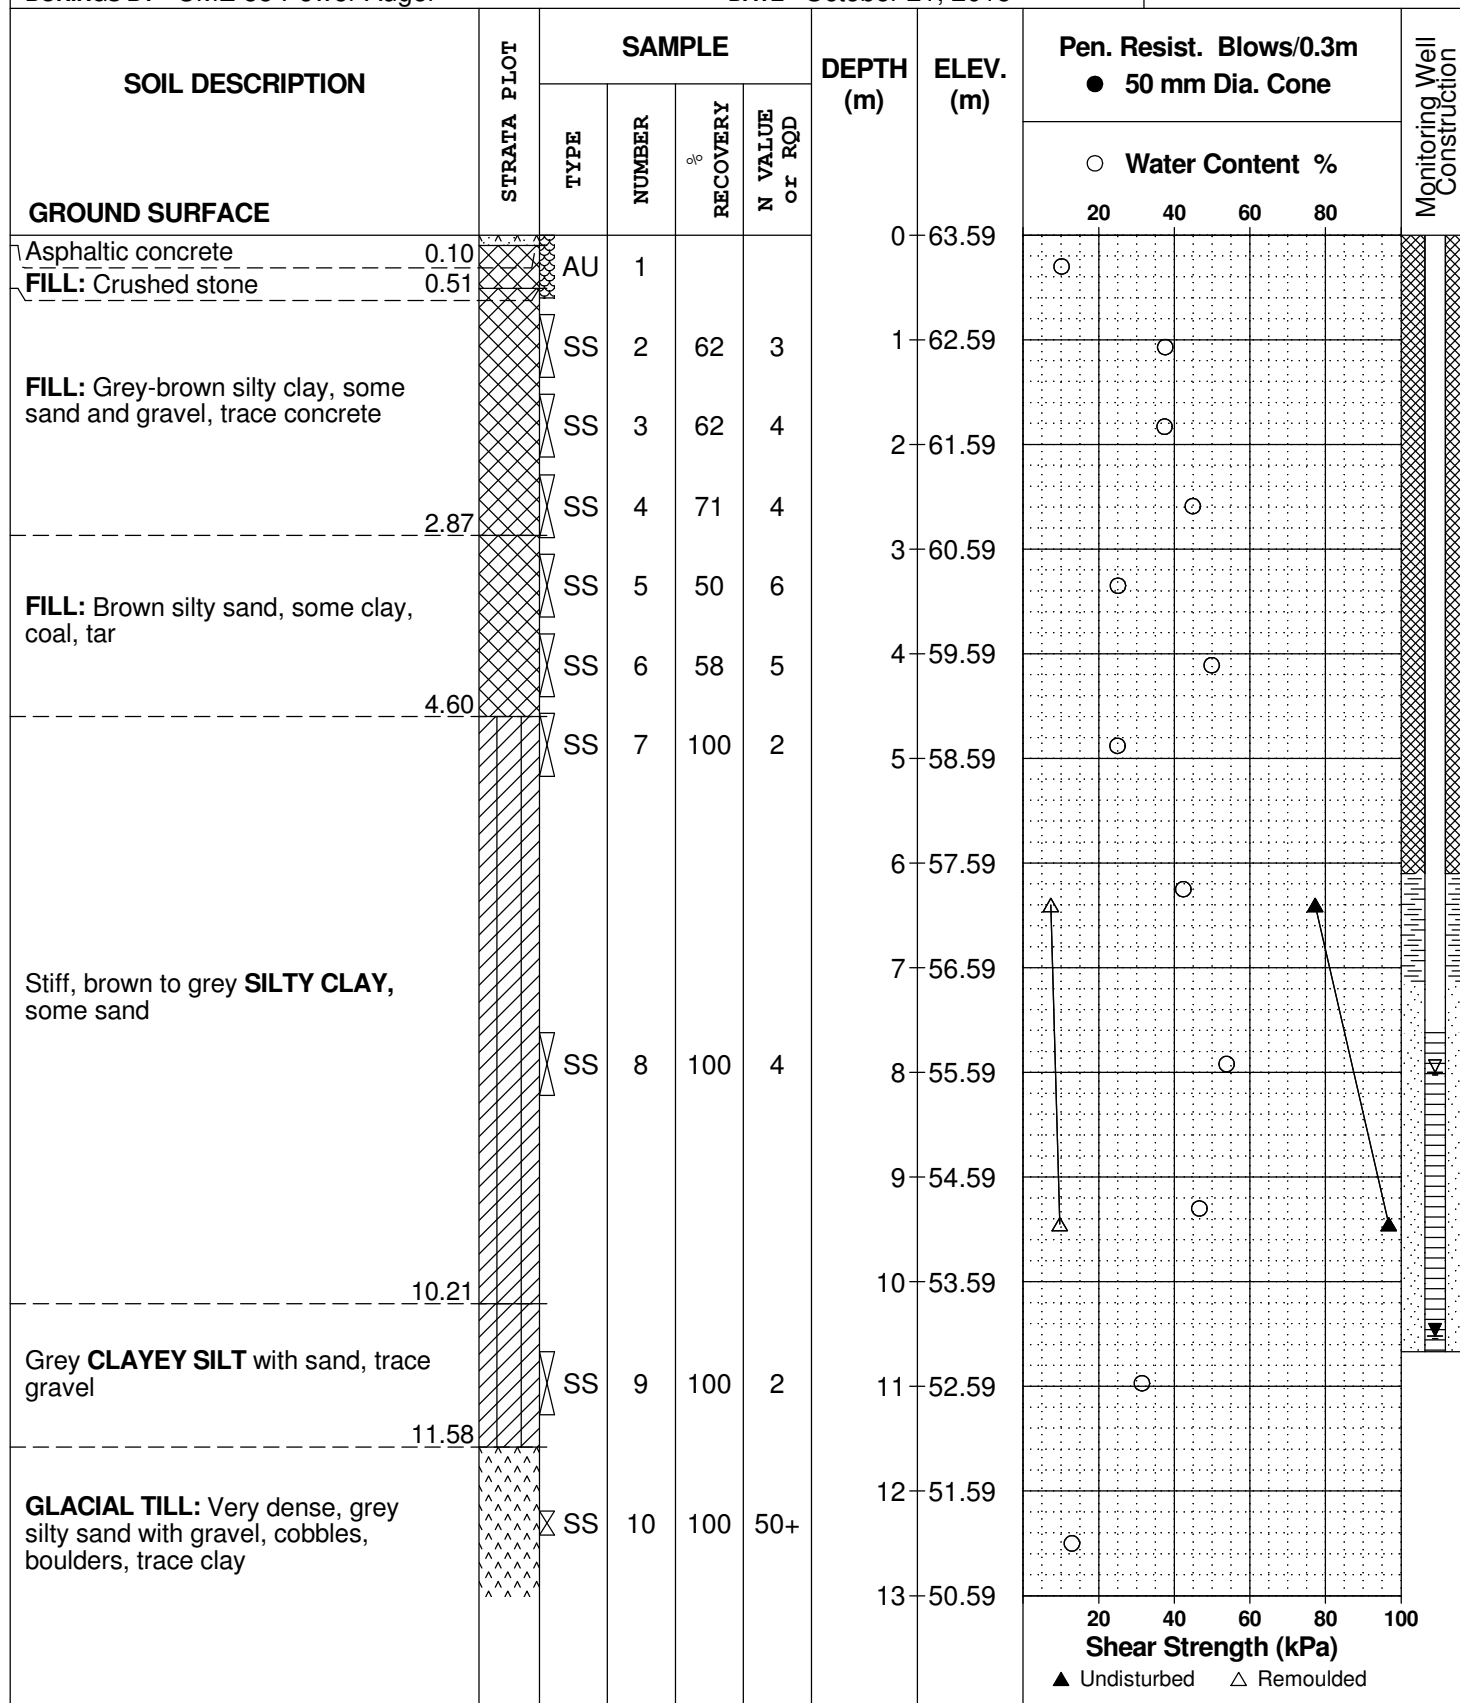 SOIL DESCRIPTION
GROUND SURFACE
STRATA PLOT
SAMPLE
TYPE
NUMBER
% RECOVERY
N VALUE or RQD
DEPTH (m)
ELEV. (m)
Pen. Resist. Blows/0.3m
● 50 mm Dia. Cone
○ Water Content %
20 40 60 80
Monitoring Well Construction
Asphaltic concrete 0.10
FILL: Crushed stone 0.51
AU 1
0 63.59
SS 2 62 3
1 62.59
FILL: Grey-brown silty clay, some
sand and gravel, trace concrete
SS 3 62 4
2 61.59
SS 4 71 4
2.87
3 60.59
SS 5 50 6
FILL: Brown silty sand, some clay,
coal, tar
4 59.59
SS 6 58 5
4.60
SS 7 100 2
5 58.59
6 57.59
7 56.59
Stiff, brown to grey SILTY CLAY,
some sand
SS 8 100 4
8 55.59
9 54.59
10 53.59
10.21
Grey CLAYEY SILT with sand, trace
gravel
SS 9 100 2
11 52.59
11.58
12 51.59
GLACIAL TILL: Very dense, grey
silty sand with gravel, cobbles,
boulders, trace clay
SS 10 100 50+
13 50.59
20 40 60 80 100
Shear Strength (kPa)
▲ Undisturbed △ Remoulded